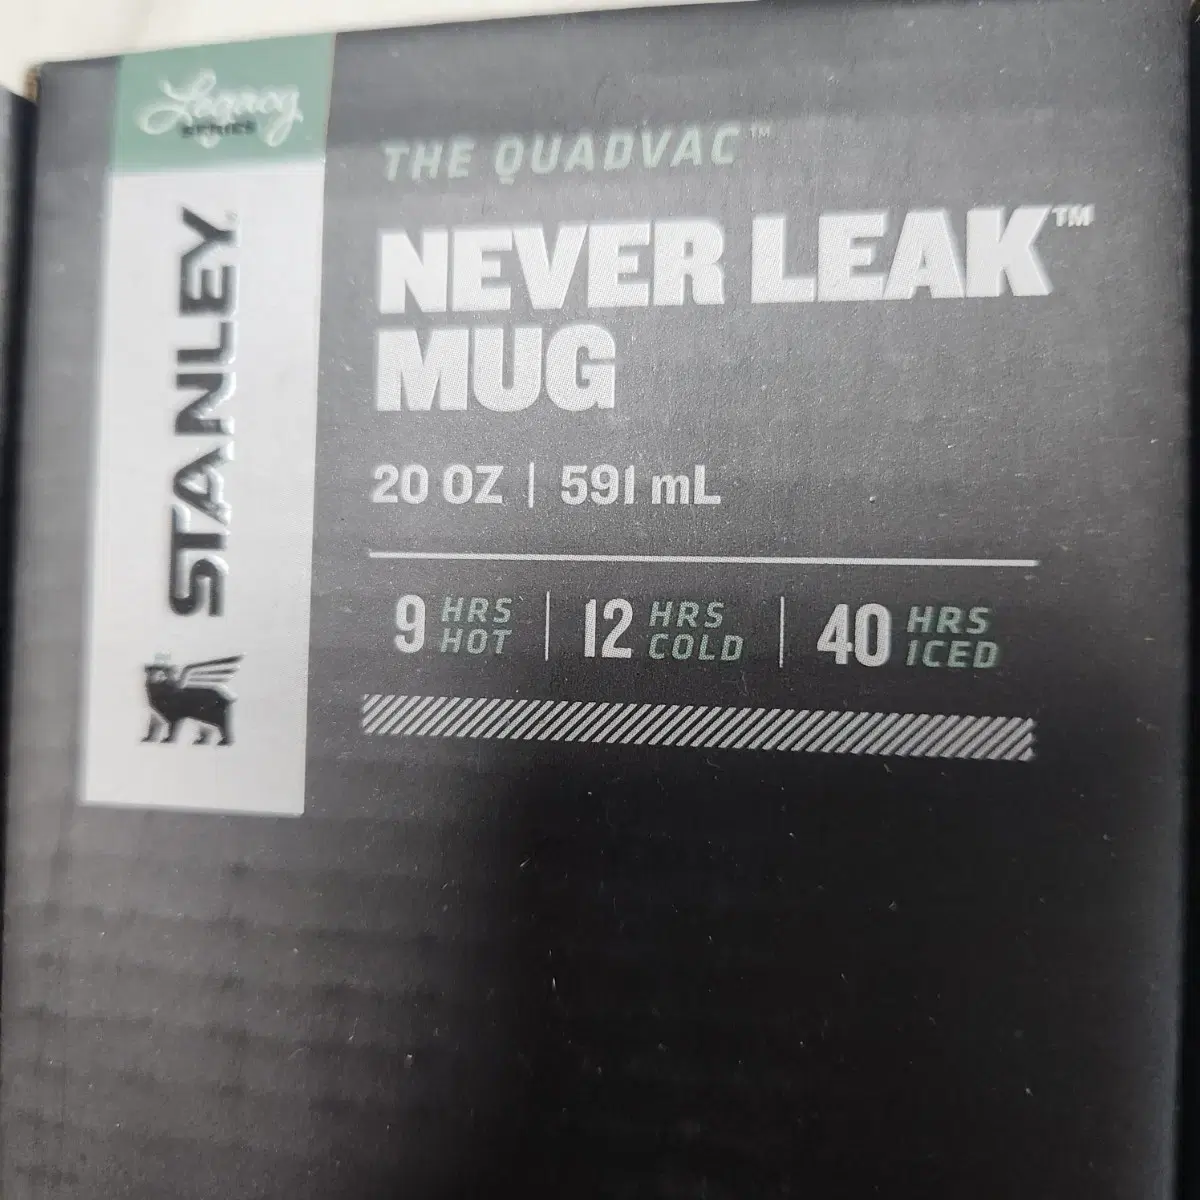 Legacy
SERIES
STANLEY
THE QUADVAC™
NEVER LEAK™
MUG
20 OZ | 591 mL
9 HRS HOT | 12 HRS COLD | 40 HRS ICED